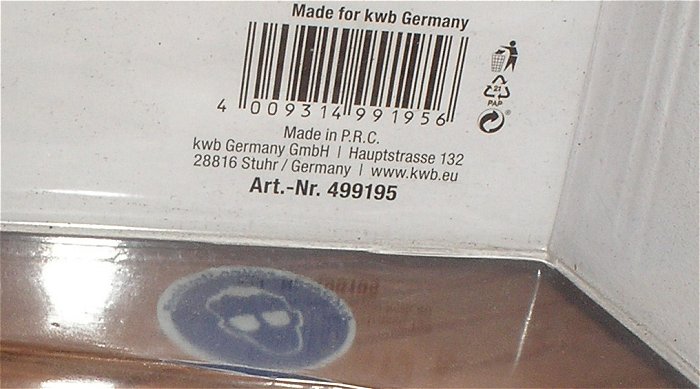 Made for kwb Germany
4 009314 991956
21
PAP
Made in P.R.C.
kwb Germany GmbH | Hauptstrasse 132
28816 Stuhr / Germany | www.kwb.eu
Art.-Nr. 499195